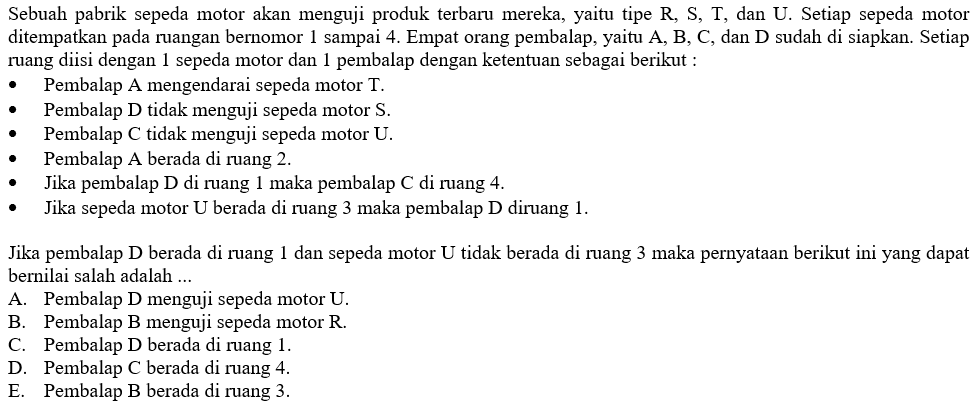 Sebuah pabrik sepeda motor akan menguji produk terbaru mereka, yaitu tipe R, S, T, dan U. Setiap sepeda motor
ditempatkan pada ruangan bernomor 1 sampai 4. Empat orang pembalap, yaitu A, B, C, dan D sudah di siapkan. Setiap
ruang diisi dengan 1 sepeda motor dan 1 pembalap dengan ketentuan sebagai berikut :
• Pembalap A mengendarai sepeda motor T.
• Pembalap D tidak menguji sepeda motor S.
• Pembalap C tidak menguji sepeda motor U.
• Pembalap A berada di ruang 2.
• Jika pembalap D di ruang 1 maka pembalap C di ruang 4.
• Jika sepeda motor U berada di ruang 3 maka pembalap D diruang 1.
Jika pembalap D berada di ruang 1 dan sepeda motor U tidak berada di ruang 3 maka pernyataan berikut ini yang dapat
bernilai salah adalah ...
A. Pembalap D menguji sepeda motor U.
B. Pembalap B menguji sepeda motor R.
C. Pembalap D berada di ruang 1.
D. Pembalap C berada di ruang 4.
E. Pembalap B berada di ruang 3.